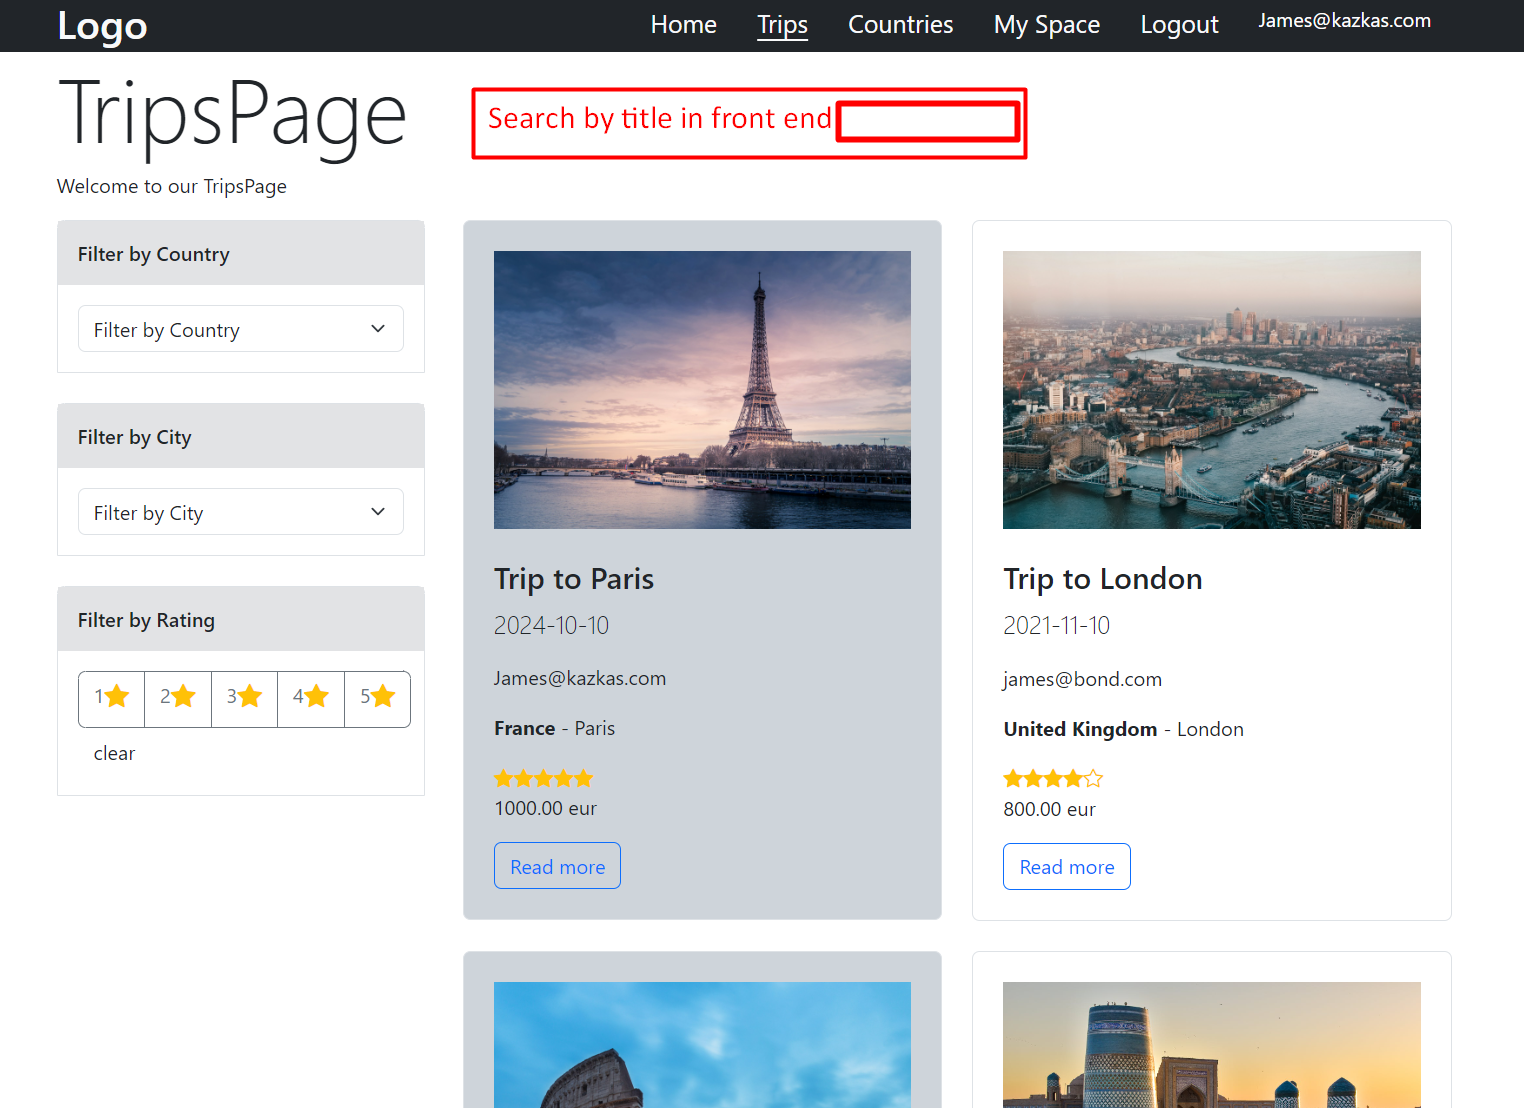 Logo
Home Trips Countries My Space Logout James@kazkas.com
TripsPage
Search by title in front end
Welcome to our TripsPage
Filter by Country
Filter by Country
Filter by City
Filter by City
Filter by Rating
1 2 3 4 5
clear
Trip to Paris
2024-10-10
James@kazkas.com
France - Paris
1000.00 eur
Read more
Trip to London
2021-11-10
james@bond.com
United Kingdom - London
800.00 eur
Read more